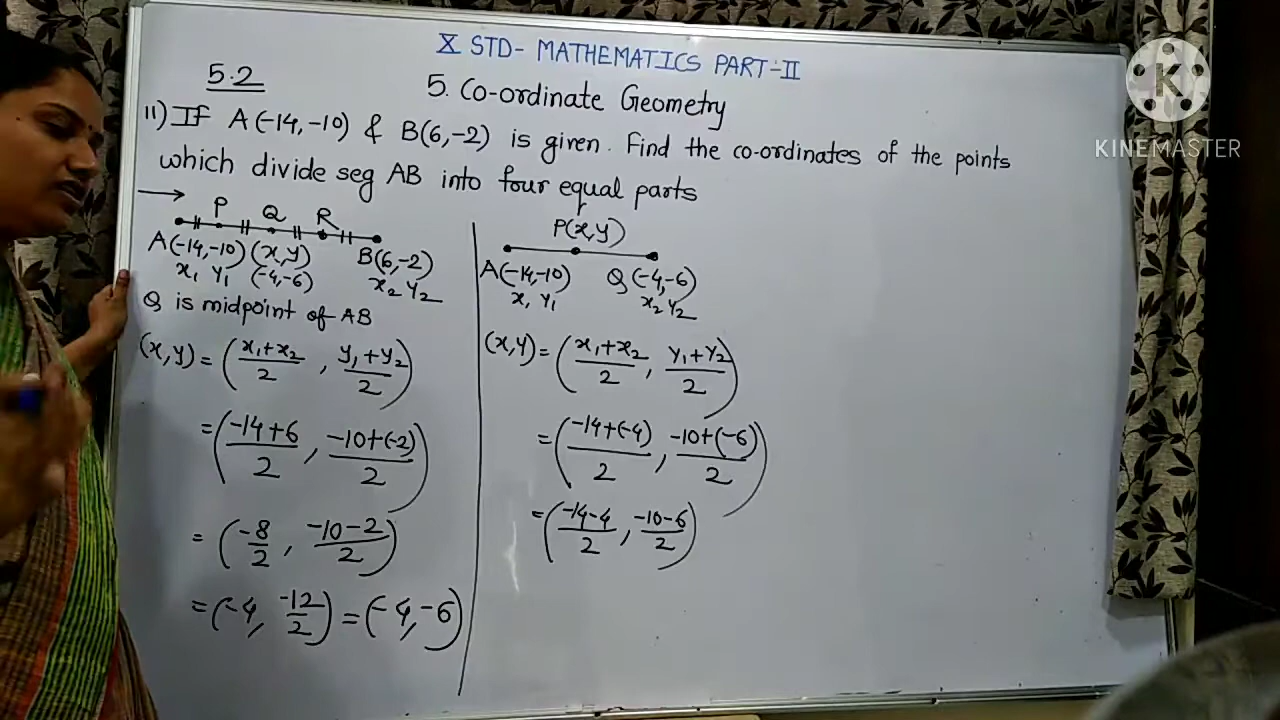 X STD- MATHEMATICS PART-II
5.2
5. Co-ordinate Geometry
11) If A(-14,-10) & B(6,-2) is given. Find the co-ordinates of the points
which divide seg AB into four equal parts
→
P Q R
A(-14,-10) (x,y) B(6,-2)
x₁ y₁ (-4,-6) x₂ y₂
Q is midpoint of AB
(x,y) = (x₁+x₂/2, y₁+y₂/2)
= (-14+6/2, -10+(-2)/2)
= (-8/2, -10-2/2)
= (-4, -12/2) = (-4,-6)
P(x,y)
A(-14,-10) Q(-4,-6)
x₁ y₁ x₂ y₂
(x,y) = (x₁+x₂/2, y₁+y₂/2)
= (-14+(-4)/2, -10+(-6)/2)
= (-14-4/2, -10-6/2)
K
KINEMASTER